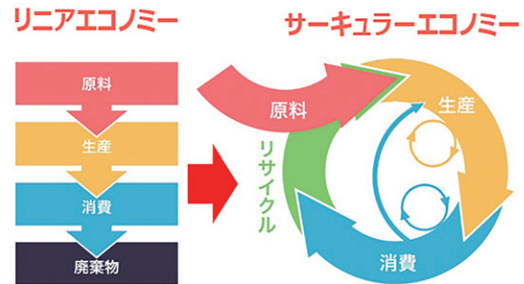 リニアエコノミー
原料
生産
消費
廃棄物
サーキュラーエコノミー
原料
生産
リサイクル
消費